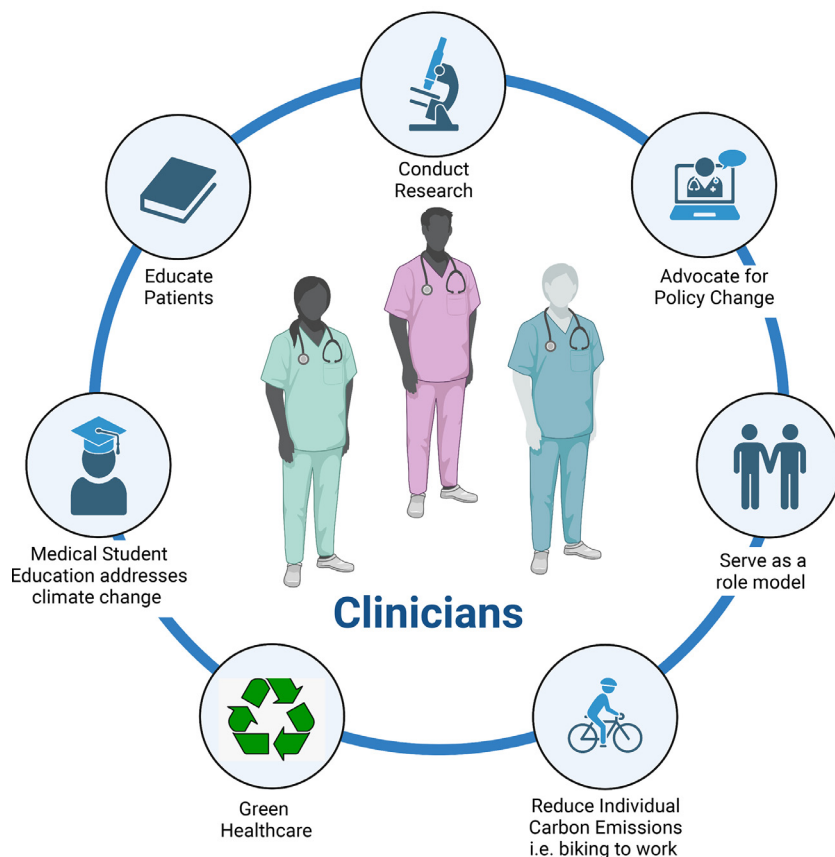 Conduct
Research
Educate
Patients
Advocate for
Policy Change
Medical Student
Education addresses
climate change
Serve as a
role model
Clinicians
Green
Healthcare
Reduce Individual
Carbon Emissions
i.e. biking to work